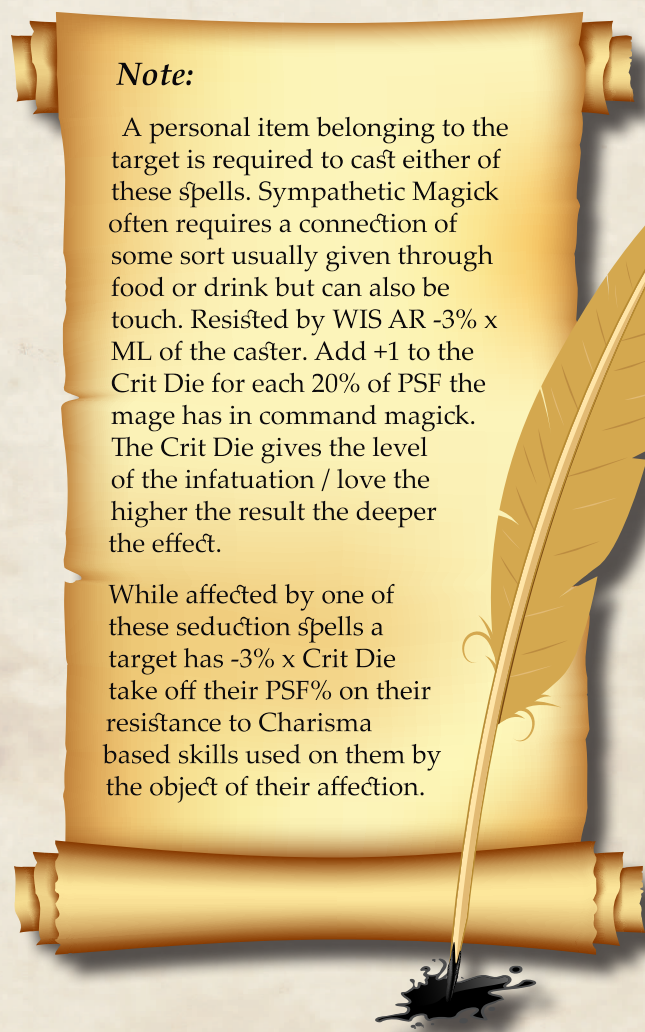 Note:
A personal item belonging to the
target is required to cast either of
these spells. Sympathetic Magick
often requires a connection of
some sort usually given through
food or drink but can also be
touch. Resisted by WIS AR -3% x
ML of the caster. Add +1 to the
Crit Die for each 20% of PSF the
mage has in command magick.
The Crit Die gives the level
of the infatuation / love the
higher the result the deeper
the effect.
While affected by one of
these seduction spells a
target has -3% x Crit Die
take off their PSF% on their
resistance to Charisma
based skills used on them by
the object of their affection.